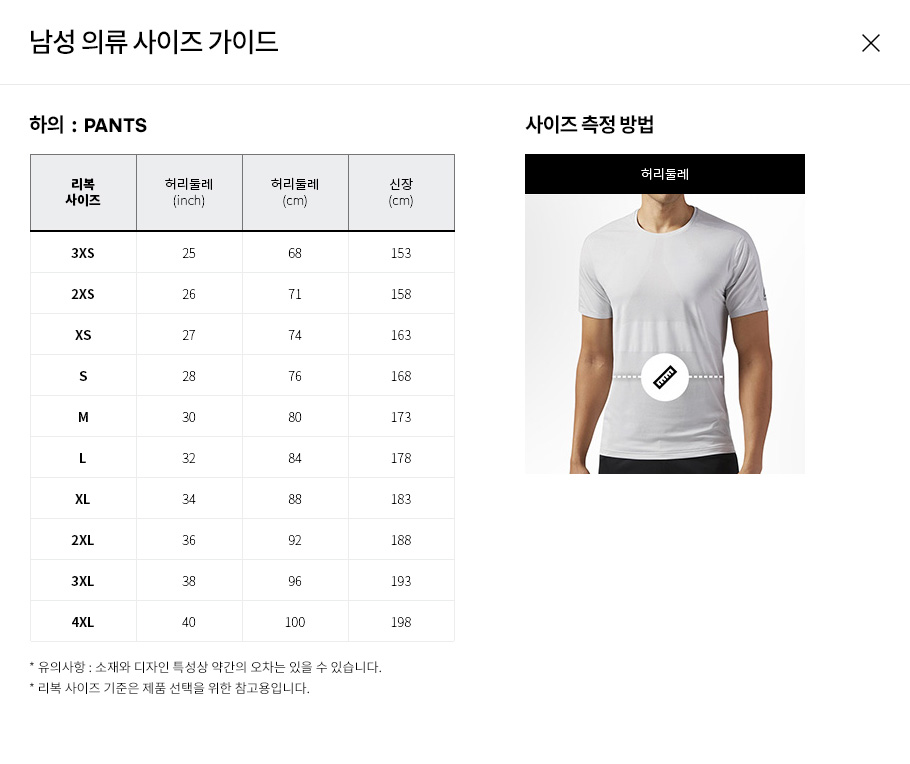 남성 의류 사이즈 가이드
하의 : PANTS
리복
사이즈
허리둘레
(inch)
허리둘레
(cm)
신장
(cm)
3XS 25 68 153
2XS 26 71 158
XS 27 74 163
S 28 76 168
M 30 80 173
L 32 84 178
XL 34 88 183
2XL 36 92 188
3XL 38 96 193
4XL 40 100 198
* 유의사항 : 소재와 디자인 특성상 약간의 오차는 있을 수 있습니다.
* 리복 사이즈 기준은 제품 선택을 위한 참고용입니다.
사이즈 측정 방법
허리둘레